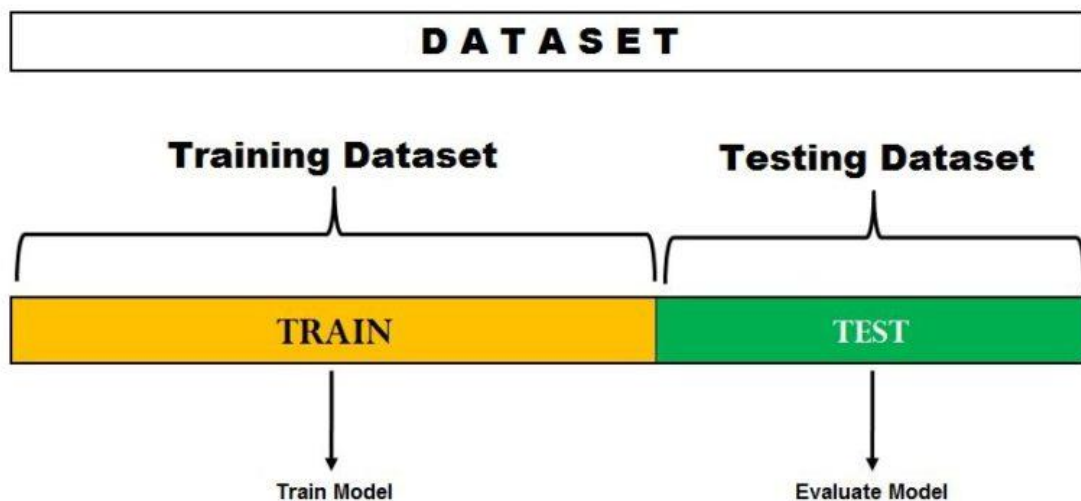 DATASET
Training Dataset
Testing Dataset
TRAIN
TEST
Train Model
Evaluate Model